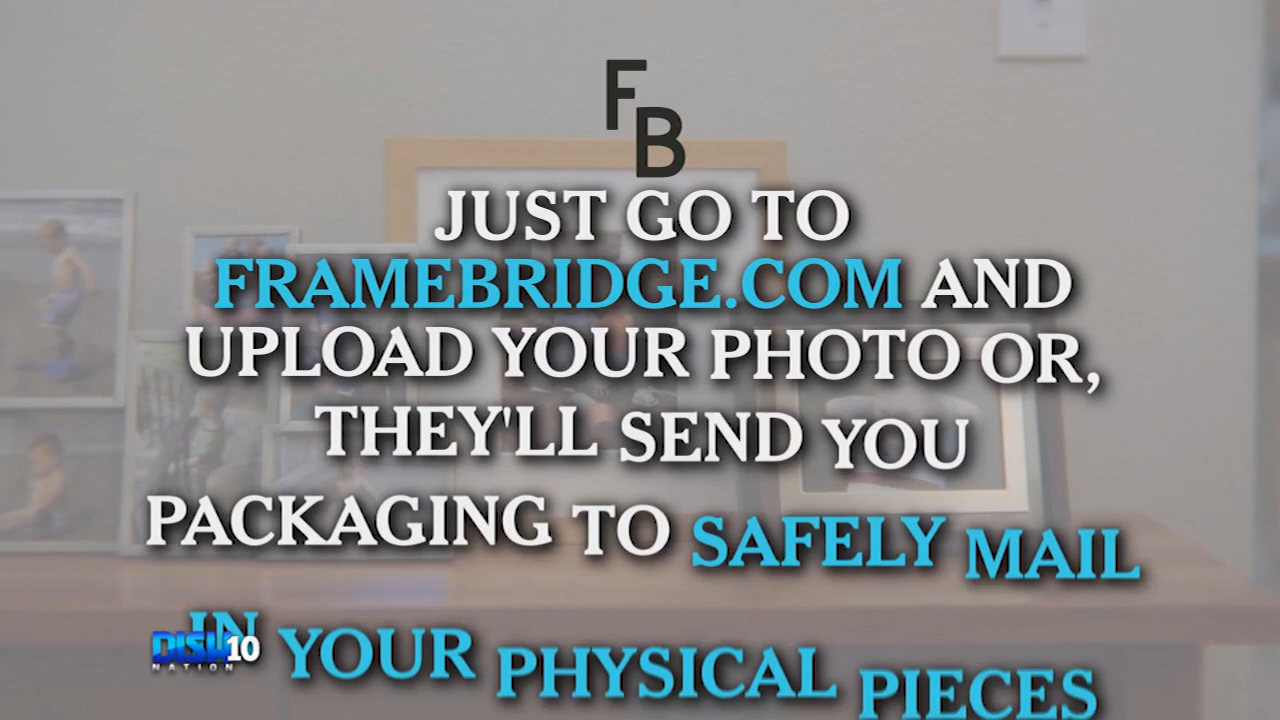 FB
JUST GO TO
FRAMEBRIDGE.COM AND
UPLOAD YOUR PHOTO OR,
THEY'LL SEND YOU
PACKAGING TO SAFELY MAIL
IN YOUR PHYSICAL PIECES
DISH 10
NATION